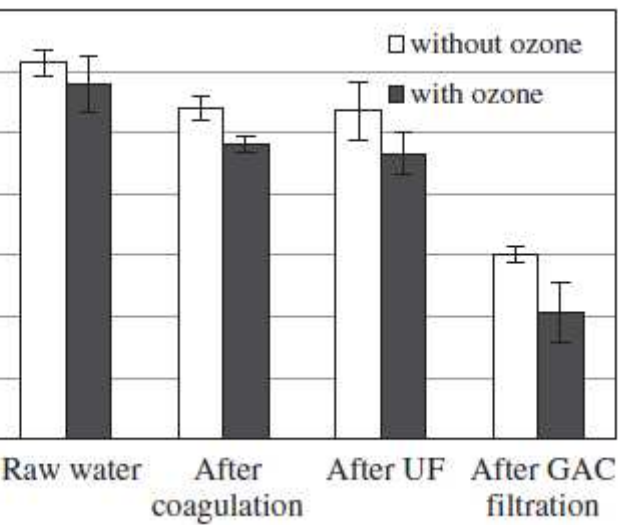 without ozone
with ozone
Raw water After After UF After GAC
coagulation filtration